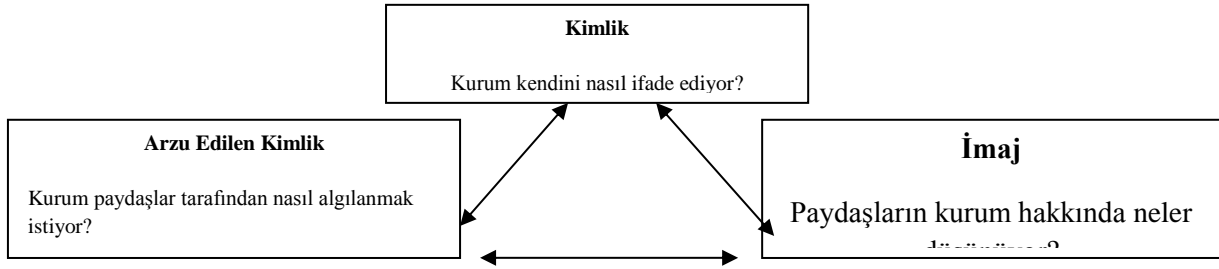 Kimlik
Kurum kendini nasıl ifade ediyor?
Arzu Edilen Kimlik
Kurum paydaşlar tarafından nasıl algılanmak
istiyor?
İmaj
Paydaşların kurum hakkında neler